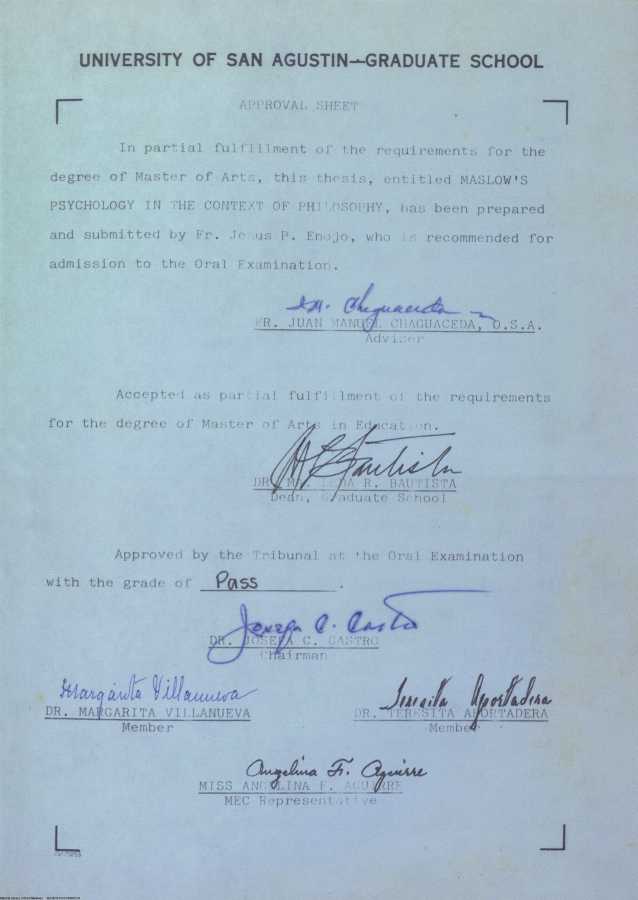 UNIVERSITY OF SAN AGUSTIN—GRADUATE SCHOOL
APPROVAL SHEET
In partial fulfillment of the requirements for the
degree of Master of Arts, this thesis, entitled MASLOW'S
PSYCHOLOGY IN THE CONTEXT OF PHILOSOPHY, has been prepared
and submitted by Fr. Jesus P. Enojo, who is recommended for
admission to the Oral Examination.
J.M. Chaguaceda
FR. JUAN MANUEL CHAGUACEDA, O.S.A.
Adviser
Accepted as partial fulfillment of the requirements
for the degree of Master of Arts in Education.
Bautista
DR. MA. R. BAUTISTA
Dean, Graduate School
Approved by the Tribunal at the Oral Examination
with the grade of Pass.
Josefa C. Castro
DR. JOSEFA C. CASTRO
Chairman
Margarita Villanueva Teresita Aportadera
DR. MARGARITA VILLANUEVA DR. TERESITA APORTADERA
Member Member
Angelina F. Aguirre
MISS ANGELINA F. AGUIRRE
MEC Representative